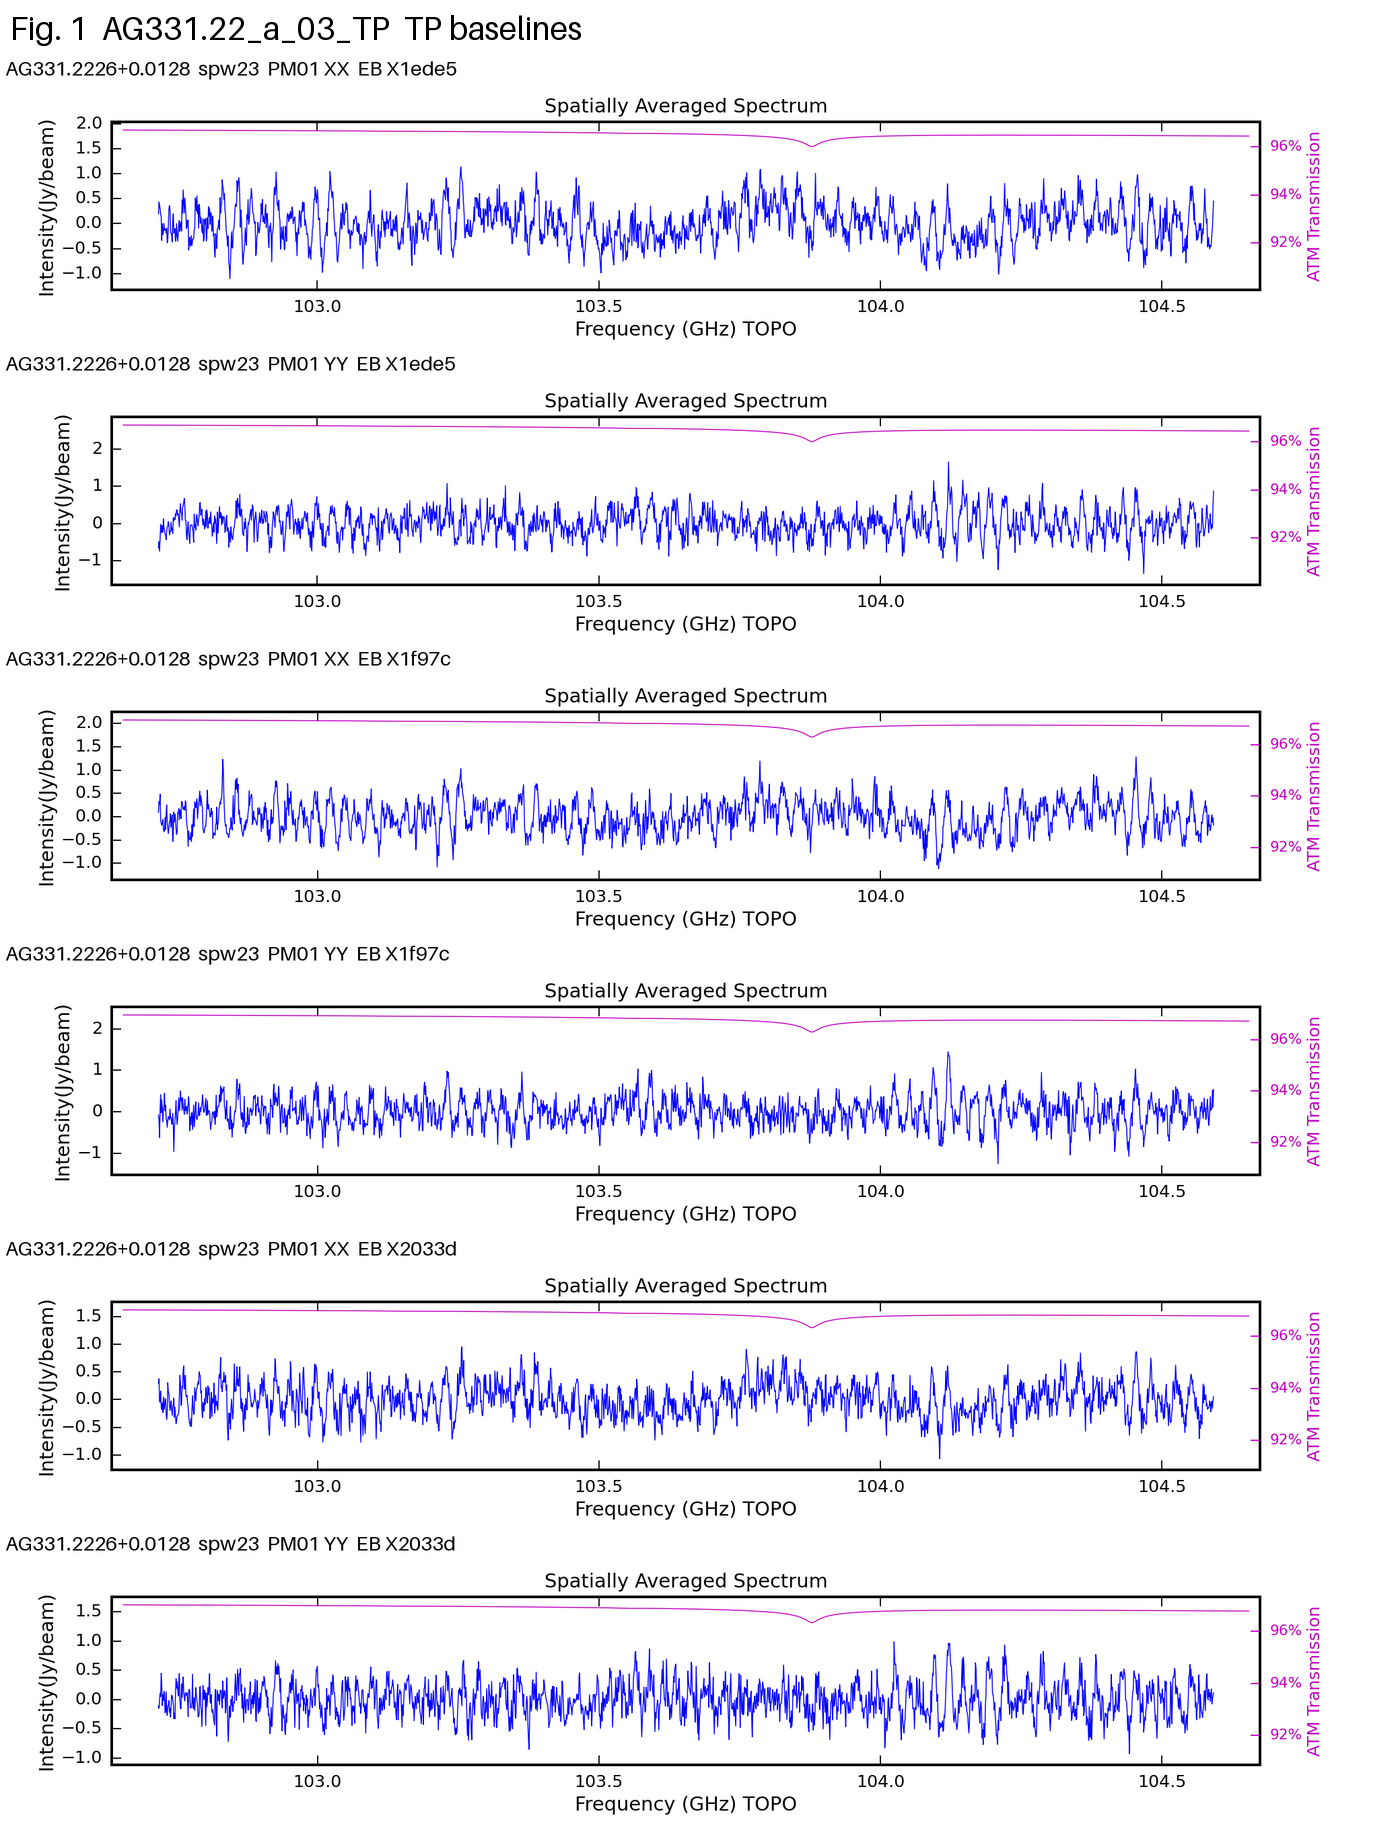 Fig. 1 AG331.22_a_03_TP TP baselines
AG331.2226+0.0128 spw23 PM01 XX EB X1ede5
Spatially Averaged Spectrum
2.0
1.5
1.0
0.5
0.0
−0.5
−1.0
Intensity(Jy/beam)
96%
94%
92%
ATM Transmission
103.0 103.5 104.0 104.5
Frequency (GHz) TOPO
AG331.2226+0.0128 spw23 PM01 YY EB X1ede5
Spatially Averaged Spectrum
2
1
0
−1
Intensity(Jy/beam)
96%
94%
92%
ATM Transmission
103.0 103.5 104.0 104.5
Frequency (GHz) TOPO
AG331.2226+0.0128 spw23 PM01 XX EB X1f97c
Spatially Averaged Spectrum
2.0
1.5
1.0
0.5
0.0
−0.5
−1.0
Intensity(Jy/beam)
96%
94%
92%
ATM Transmission
103.0 103.5 104.0 104.5
Frequency (GHz) TOPO
AG331.2226+0.0128 spw23 PM01 YY EB X1f97c
Spatially Averaged Spectrum
2
1
0
−1
Intensity(Jy/beam)
96%
94%
92%
ATM Transmission
103.0 103.5 104.0 104.5
Frequency (GHz) TOPO
AG331.2226+0.0128 spw23 PM01 XX EB X2033d
Spatially Averaged Spectrum
1.5
1.0
0.5
0.0
−0.5
−1.0
Intensity(Jy/beam)
96%
94%
92%
ATM Transmission
103.0 103.5 104.0 104.5
Frequency (GHz) TOPO
AG331.2226+0.0128 spw23 PM01 YY EB X2033d
Spatially Averaged Spectrum
1.5
1.0
0.5
0.0
−0.5
−1.0
Intensity(Jy/beam)
96%
94%
92%
ATM Transmission
103.0 103.5 104.0 104.5
Frequency (GHz) TOPO